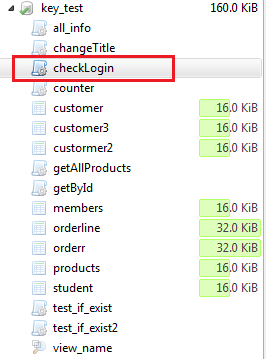 key_test 160.0 KiB
all_info
changeTitle
checkLogin
counter
customer 16.0 KiB
customer3 16.0 KiB
custormer2 16.0 KiB
getAllProducts
getById
members 16.0 KiB
orderline 32.0 KiB
orderr 32.0 KiB
products 16.0 KiB
student 16.0 KiB
test_if_exist
test_if_exist2
view_name